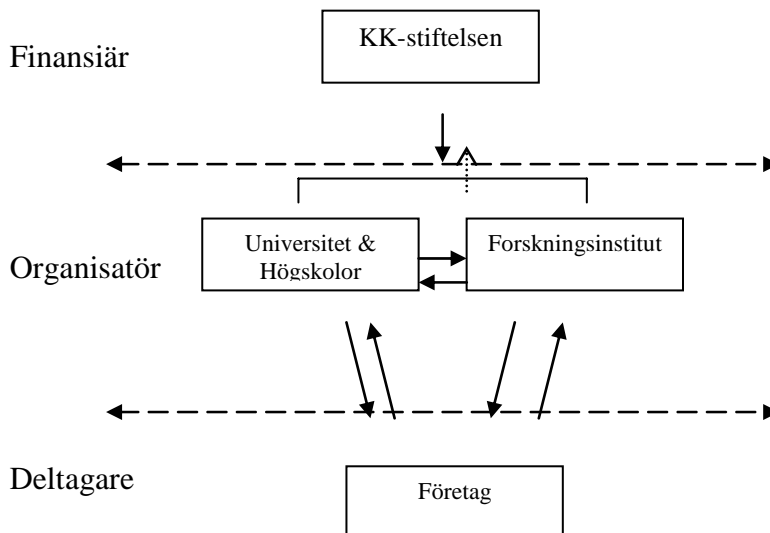 KK-stiftelsen
Finansiär
Universitet &
Högskolor
Forskningsinstitut
Organisatör
Deltagare
Företag